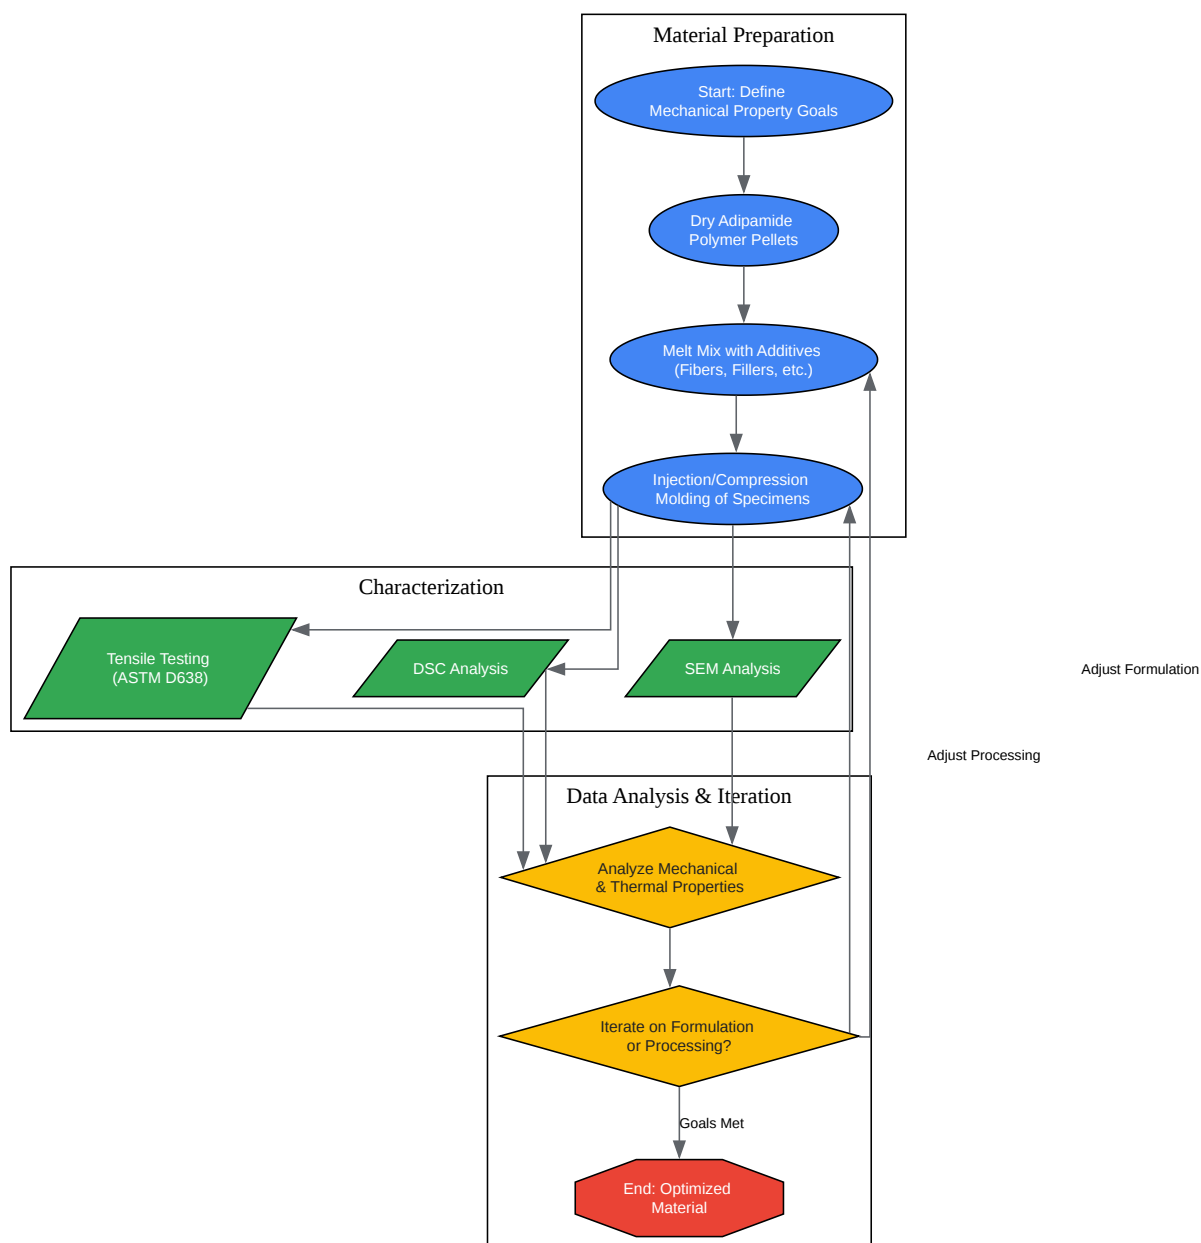 Material Preparation
Start: Define
Mechanical Property Goals
Dry Adipamide
Polymer Pellets
Melt Mix with Additives
(Fibers, Fillers, etc.)
Injection/Compression
Molding of Specimens
Characterization
Tensile Testing
(ASTM D638)
DSC Analysis
SEM Analysis
Adjust Formulation
Adjust Processing
Data Analysis & Iteration
Analyze Mechanical
& Thermal Properties
Iterate on Formulation
or Processing?
Goals Met
End: Optimized
Material